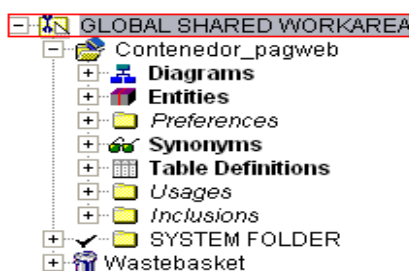 GLOBAL SHARED WORKAREA
Contenedor_pagweb
Diagrams
Entities
Preferences
Synonyms
Table Definitions
Usages
Inclusions
SYSTEM FOLDER
Wastebasket